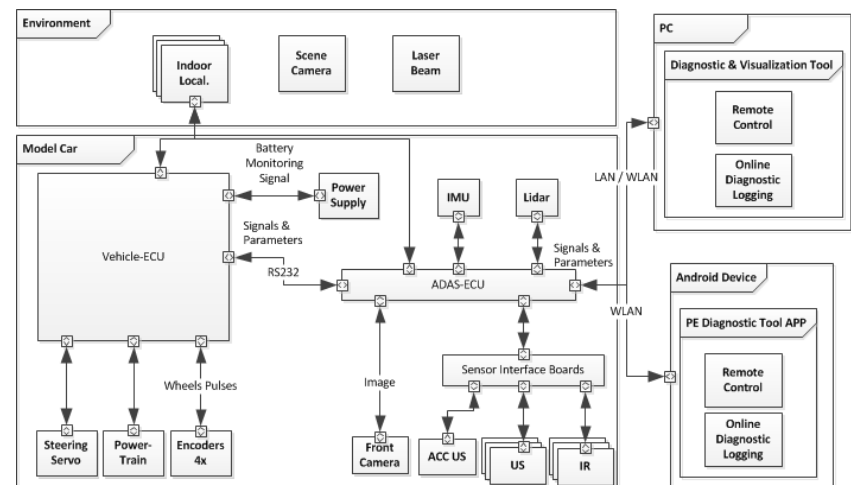 Environment
Indoor
Local.
Scene
Camera
Laser
Beam
Model Car
Vehicle-ECU
Battery
Monitoring
Signal
Power
Supply
Signals &
Parameters
RS232
IMU
Lidar
Signals &
Parameters
ADAS-ECU
Sensor Interface Boards
Wheels Pulses
Image
Steering
Servo
Power-
Train
Encoders
4x
Front
Camera
ACC US
US
IR
LAN / WLAN
WLAN
PC
Diagnostic & Visualization Tool
Remote
Control
Online
Diagnostic
Logging
Android Device
PE Diagnostic Tool APP
Remote
Control
Online
Diagnostic
Logging